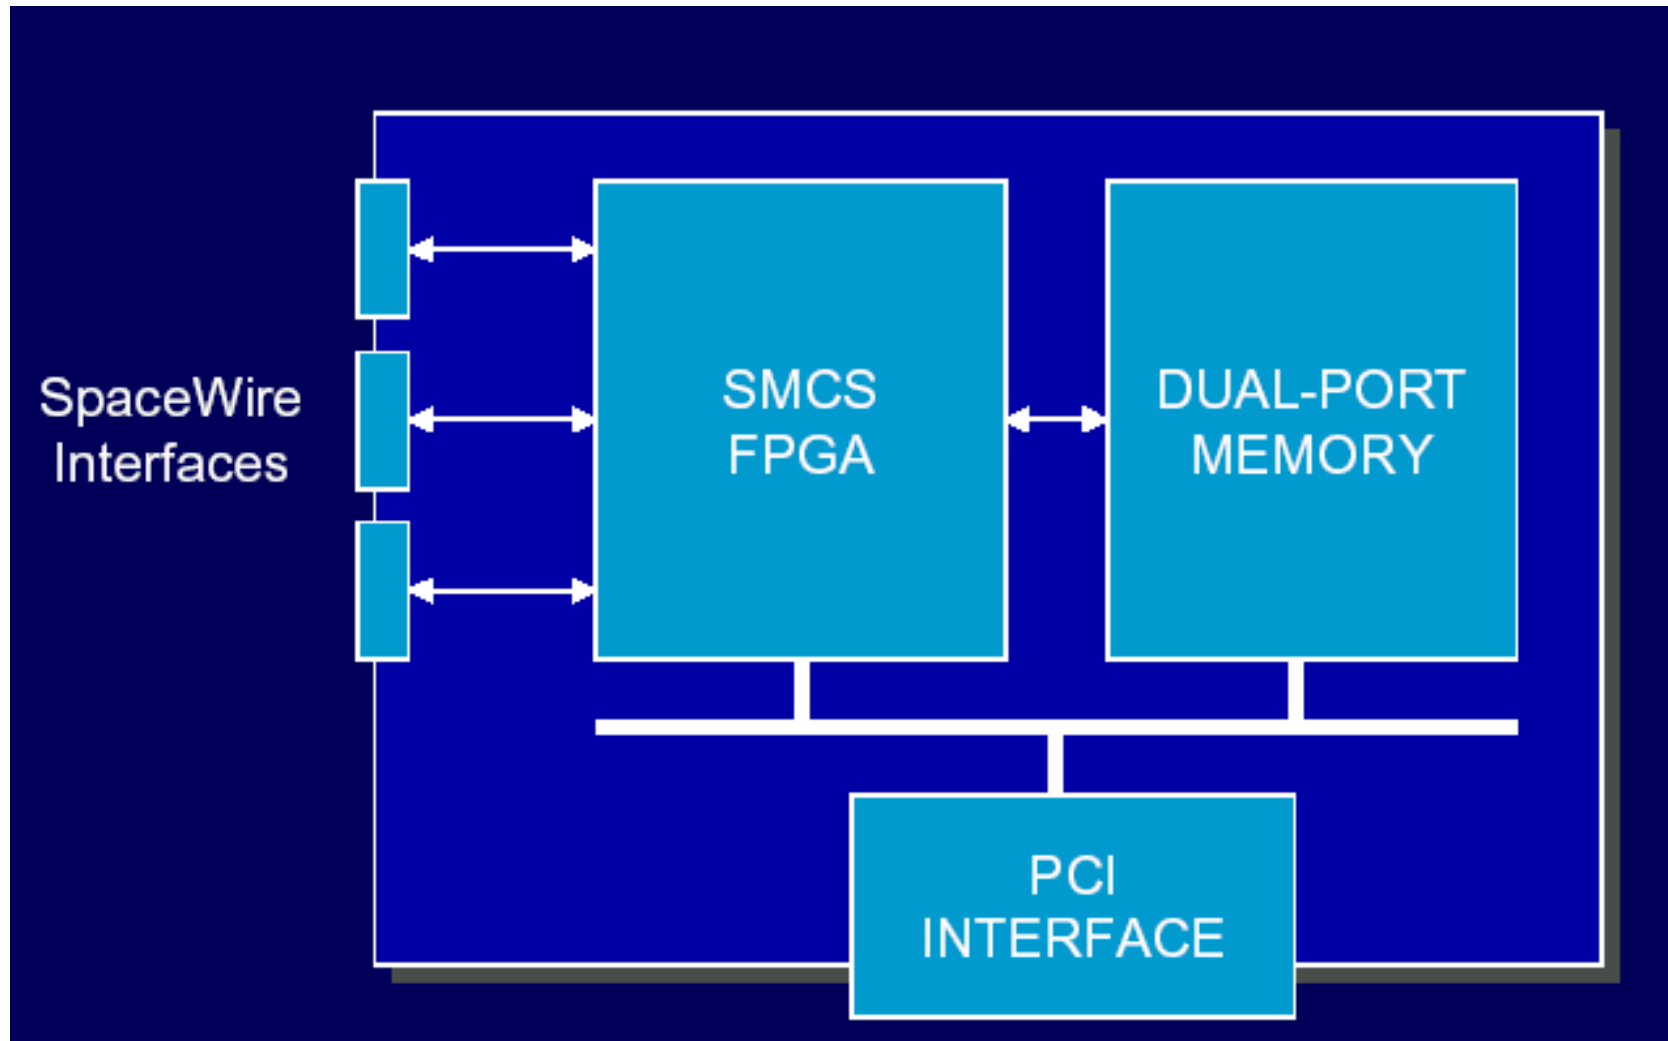 SpaceWire
Interfaces
SMCS
FPGA
DUAL-PORT
MEMORY
PCI
INTERFACE